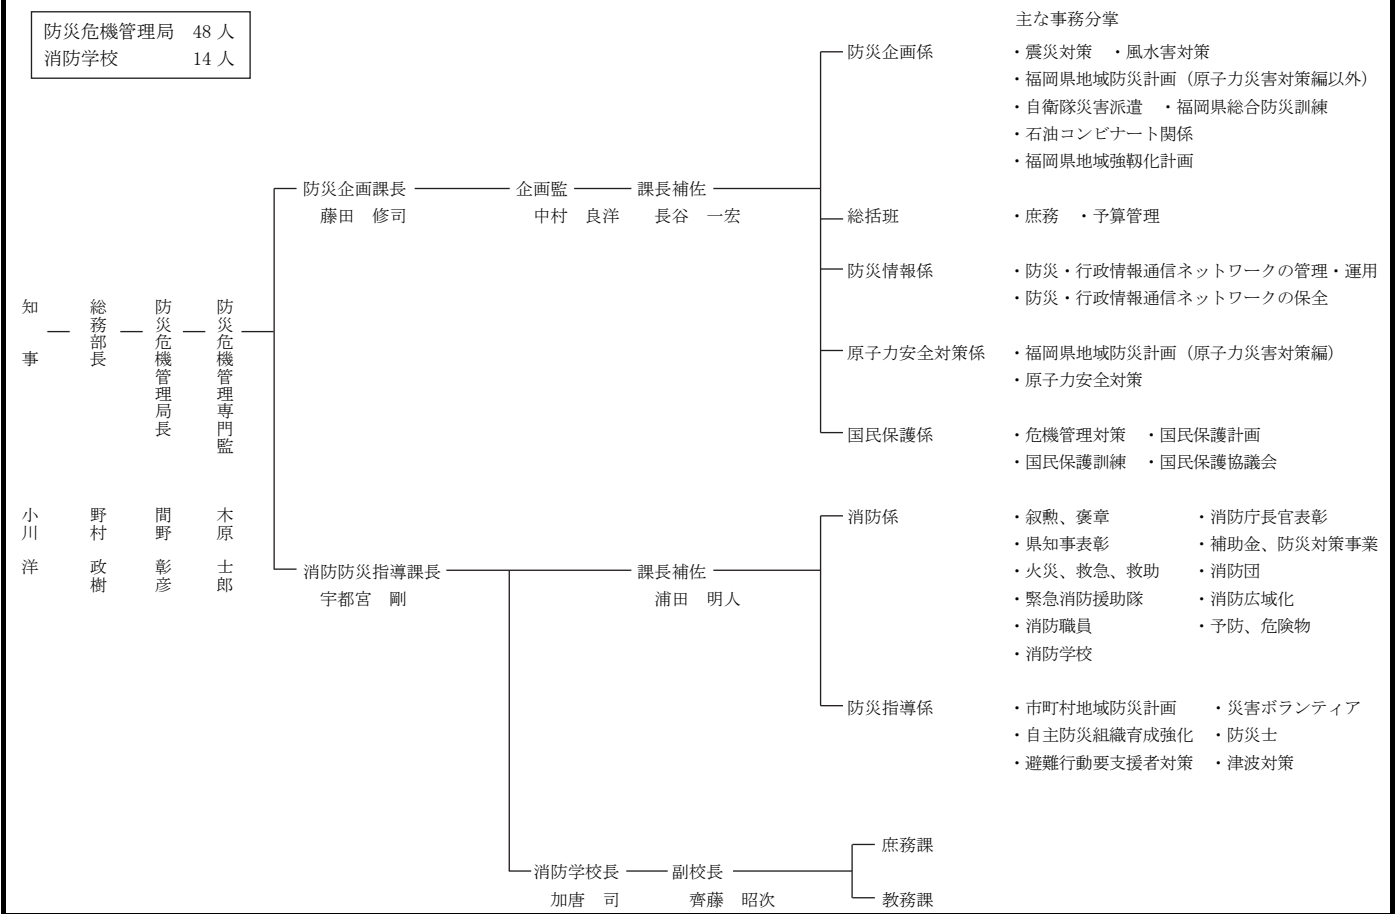 防災危機管理局　48 人
消防学校　14 人
主な事務分掌
防災企画係
・震災対策　・風水害対策
・福岡県地域防災計画（原子力災害対策編以外）
・自衛隊災害派遣　・福岡県総合防災訓練
・石油コンビナート関係
・福岡県地域強靱化計画
防災企画課長
藤田　修司
企画監
中村　良洋
課長補佐
長谷　一宏
総括班
・庶務　・予算管理
防災情報係
・防災・行政情報通信ネットワークの管理・運用
・防災・行政情報通信ネットワークの保全
知事
小川　洋
総務部長
野村　政樹
防災危機管理局長
間野　彰彦
防災危機管理専門監
木原　士郎
原子力安全対策係
・福岡県地域防災計画（原子力災害対策編）
・原子力安全対策
国民保護係
・危機管理対策　・国民保護計画
・国民保護訓練　・国民保護協議会
消防防災指導課長
宇都宮　剛
課長補佐
浦田　明人
消防係
・叙勲、褒章　・消防庁長官表彰
・県知事表彰　・補助金、防災対策事業
・火災、救急、救助　・消防団
・緊急消防援助隊　・消防広域化
・消防職員　・予防、危険物
・消防学校
防災指導係
・市町村地域防災計画　・災害ボランティア
・自主防災組織育成強化　・防災士
・避難行動要支援者対策　・津波対策
消防学校長
加唐　司
副校長
齊藤　昭次
庶務課
教務課